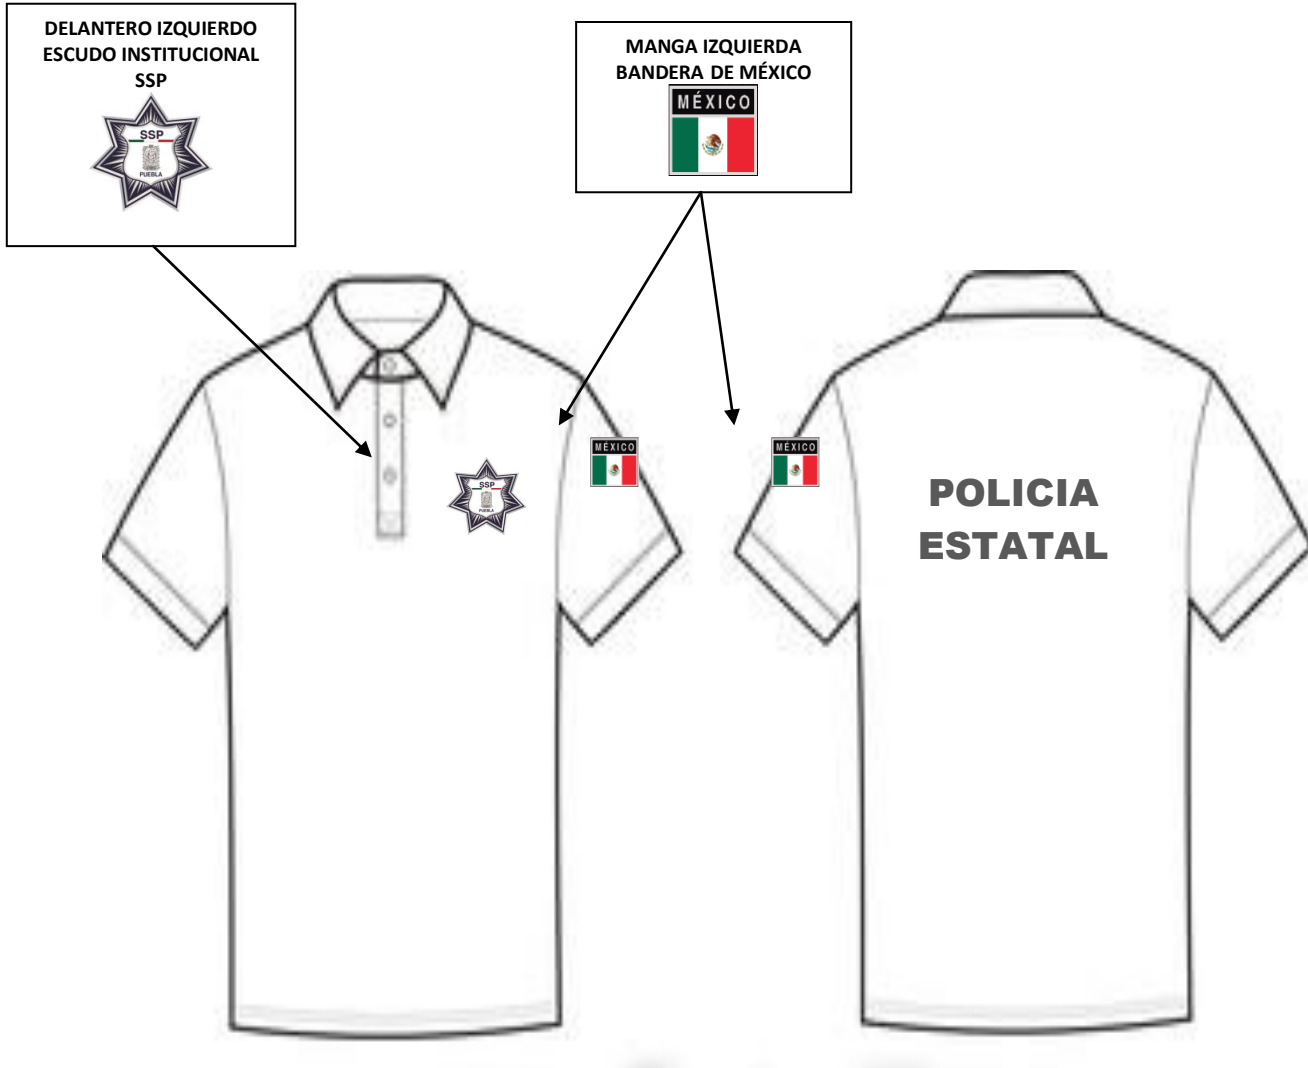 DELANTERO IZQUIERDO
ESCUDO INSTITUCIONAL
SSP
SSP
PUEBLA
MANGA IZQUIERDA
BANDERA DE MÉXICO
MÉXICO
SSP
PUEBLA
MÉXICO
MÉXICO
POLICIA
ESTATAL